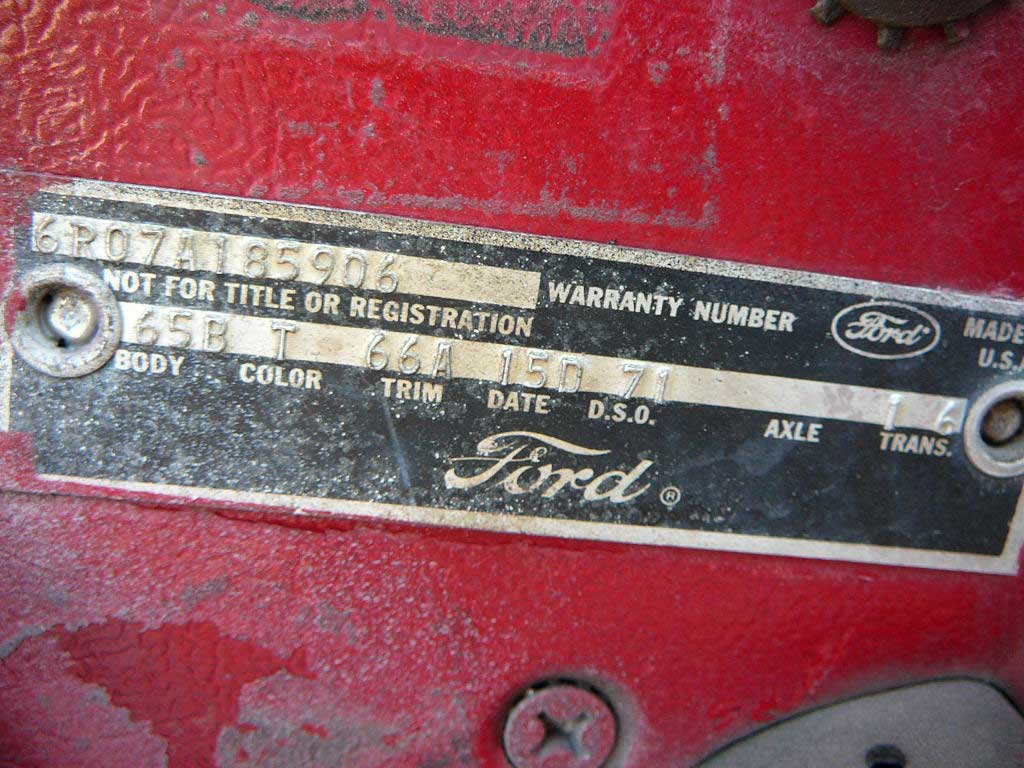 6R07A185906
NOT FOR TITLE OR REGISTRATION WARRANTY NUMBER Ford MADE
U.S.A
65B T 66A 15D 71 1 6
BODY COLOR TRIM DATE D.S.O. AXLE TRANS.
Ford ®